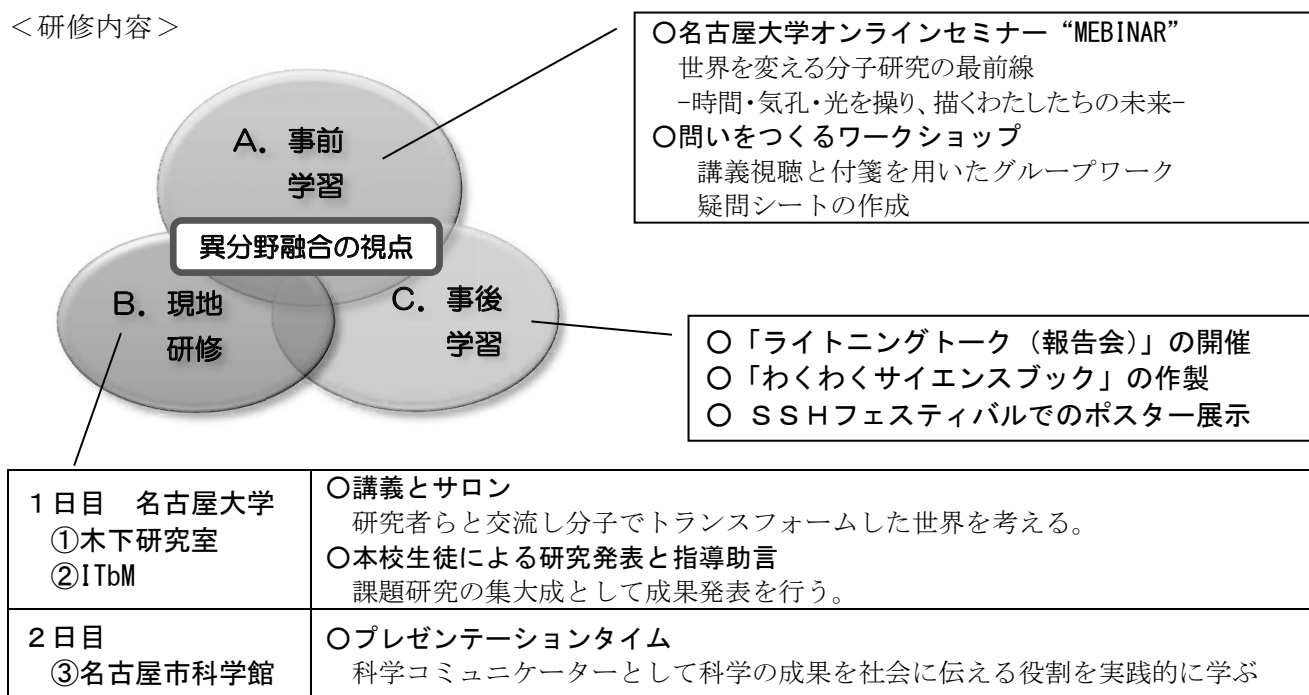 ＜研修内容＞
A．事前
学習
異分野融合の視点
B．現地
研修
C．事後
学習
○名古屋大学オンラインセミナー“MEBINAR”
世界を変える分子研究の最前線
-時間・気孔・光を操り、描くわたしたちの未来-
○問いをつくるワークショップ
講義視聴と付箋を用いたグループワーク
疑問シートの作成
○「ライトニングトーク（報告会）」の開催
○「わくわくサイエンスブック」の作製
○ ＳＳＨフェスティバルでのポスター展示
１日目　名古屋大学
①木下研究室
②ITbM
○講義とサロン
研究者らと交流し分子でトランスフォームした世界を考える。
○本校生徒による研究発表と指導助言
課題研究の集大成として成果発表を行う。
２日目
③名古屋市科学館
○プレゼンテーションタイム
科学コミュニケーターとして科学の成果を社会に伝える役割を実践的に学ぶ